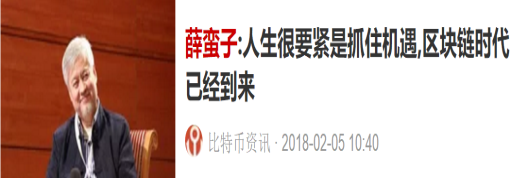 薛蛮子:人生很要紧是抓住机遇,区块链时代
已经到来
比特币资讯 · 2018-02-05 10:40